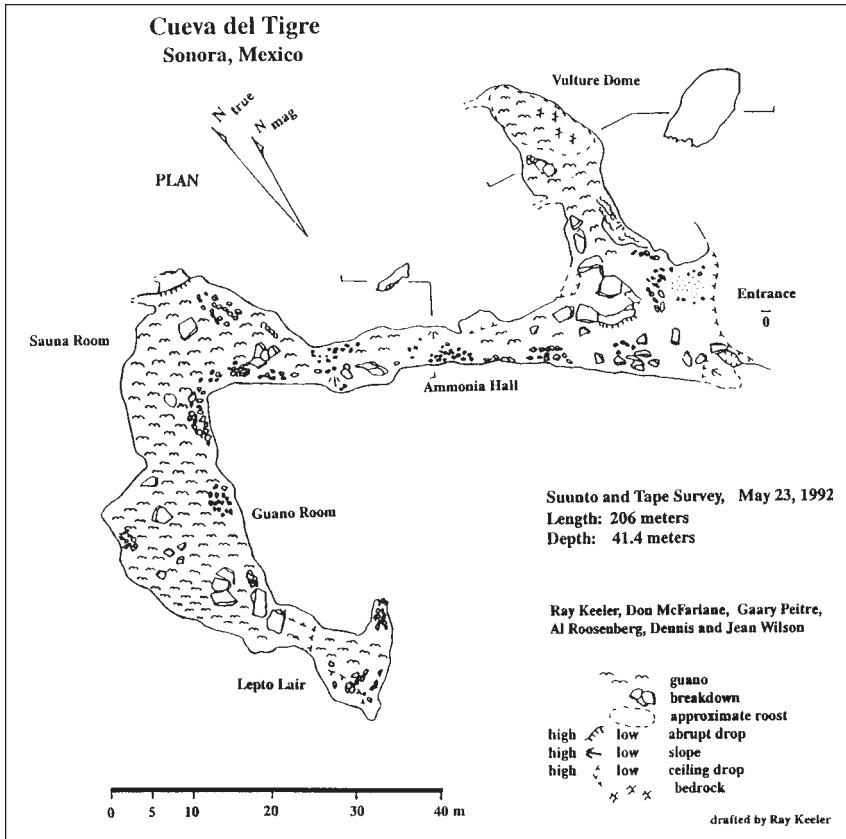 Cueva del Tigre
Sonora, Mexico
N true
N mag
PLAN
Vulture Dome
Entrance
0
Sauna Room
Ammonia Hall
Guano Room
Lepto Lair
Suunto and Tape Survey, May 23, 1992
Length: 206 meters
Depth: 41.4 meters
Ray Keeler, Don McFarlane, Gaary Peitre,
Al Roosenberg, Dennis and Jean Wilson
guano
breakdown
approximate roost
high low abrupt drop
high low slope
high low ceiling drop
bedrock
0 5 10 20 30 40 m
drafted by Ray Keeler